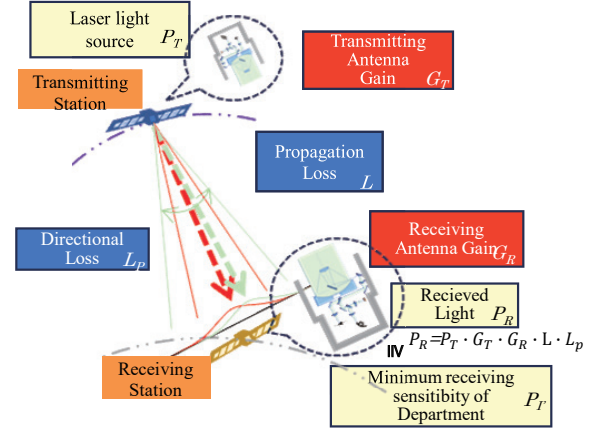 Laser light
source P_T
Transmitting
Station
Transmitting
Antenna
Gain G_T
Propagation
Loss L
Directional
Loss L_P
Receiving
Antenna Gain G_R
Recieved
Light P_R
P_R=P_T · G_T · G_R · L · L_p
≧
Receiving
Station
Minimum receiving
sensitibity of
Department P_r